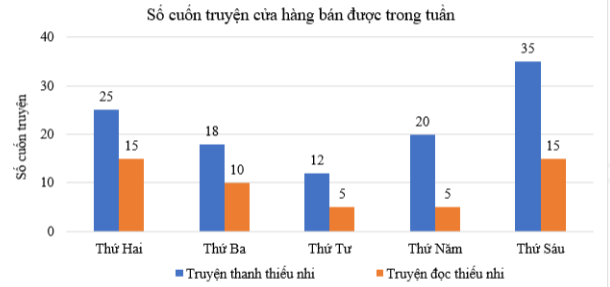 Số cuốn truyện cửa hàng bán được trong tuần
Số cuốn truyện
40
30
20
10
0
25
15
18
10
12
5
20
5
35
15
Thứ Hai
Thứ Ba
Thứ Tư
Thứ Năm
Thứ Sáu
Truyện thanh thiếu nhi
Truyện đọc thiếu nhi